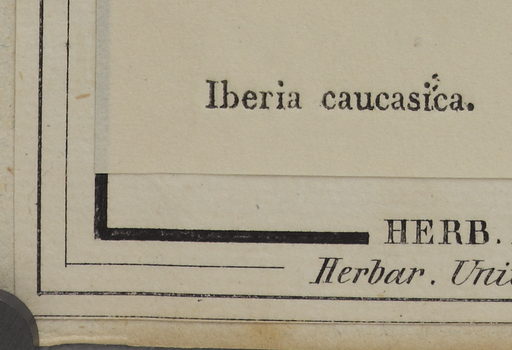 Iberia caucasica.
HERB.
Herbar. Uni